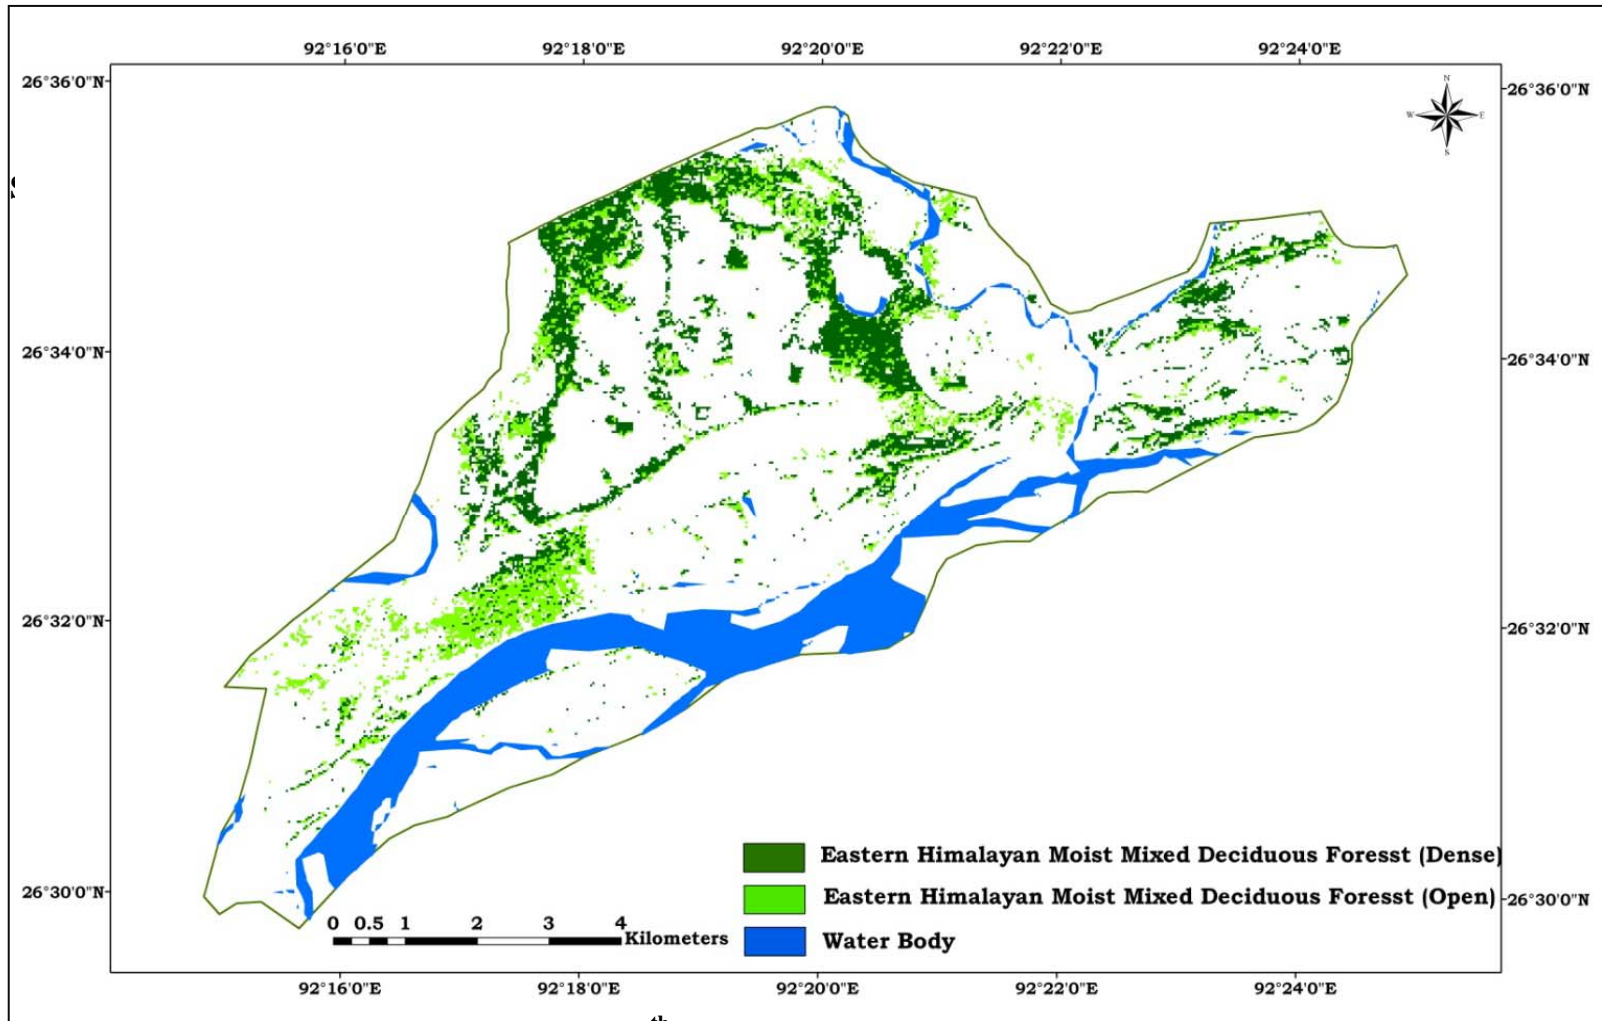 92°16'0"E 92°18'0"E 92°20'0"E 92°22'0"E 92°24'0"E
26°36'0"N 26°36'0"N
N
W E
S
26°34'0"N 26°34'0"N
26°32'0"N 26°32'0"N
Eastern Himalayan Moist Mixed Deciduous Foresst (Dense)
Eastern Himalayan Moist Mixed Deciduous Foresst (Open)
26°30'0"N 26°30'0"N
0 0.5 1 2 3 4
Kilometers
Water Body
92°16'0"E 92°18'0"E 92°20'0"E 92°22'0"E 92°24'0"E
th